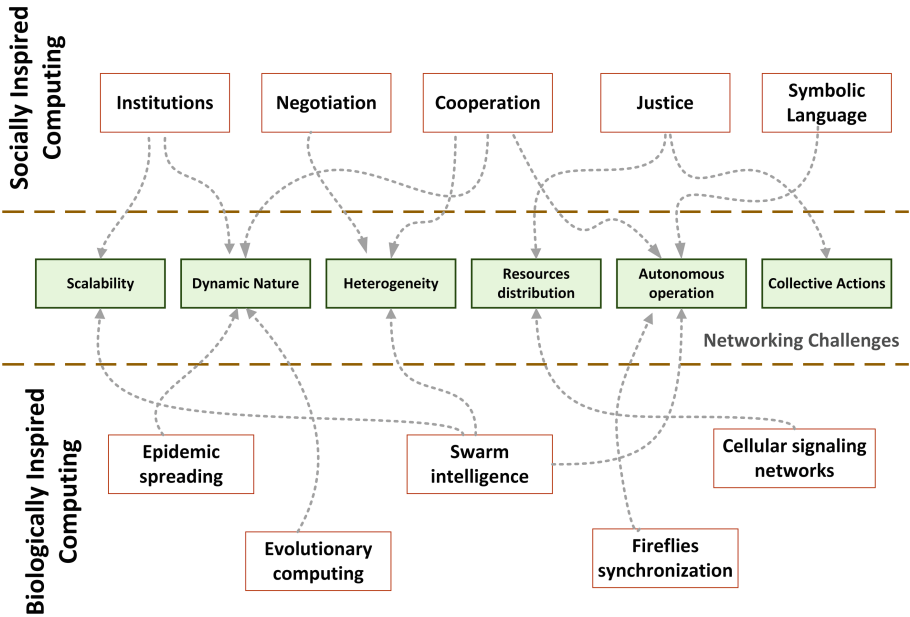 Socially Inspired
Computing
Institutions
Negotiation
Cooperation
Justice
Symbolic
Language
Scalability
Dynamic Nature
Heterogeneity
Resources
distribution
Autonomous
operation
Collective Actions
Networking Challenges
Biologically Inspired
Computing
Epidemic
spreading
Swarm
intelligence
Cellular signaling
networks
Evolutionary
computing
Fireflies
synchronization